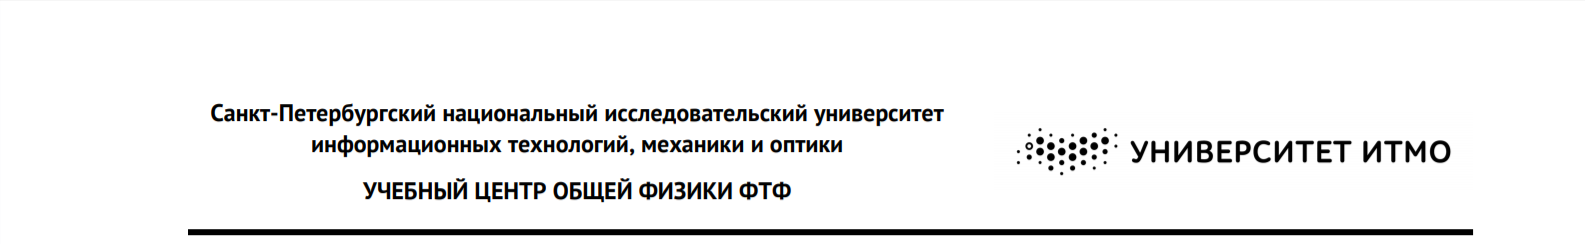 Санкт-Петербургский национальный исследовательский университет
информационных технологий, механики и оптики
УЧЕБНЫЙ ЦЕНТР ОБЩЕЙ ФИЗИКИ ФТФ
УНИВЕРСИТЕТ ИТМО